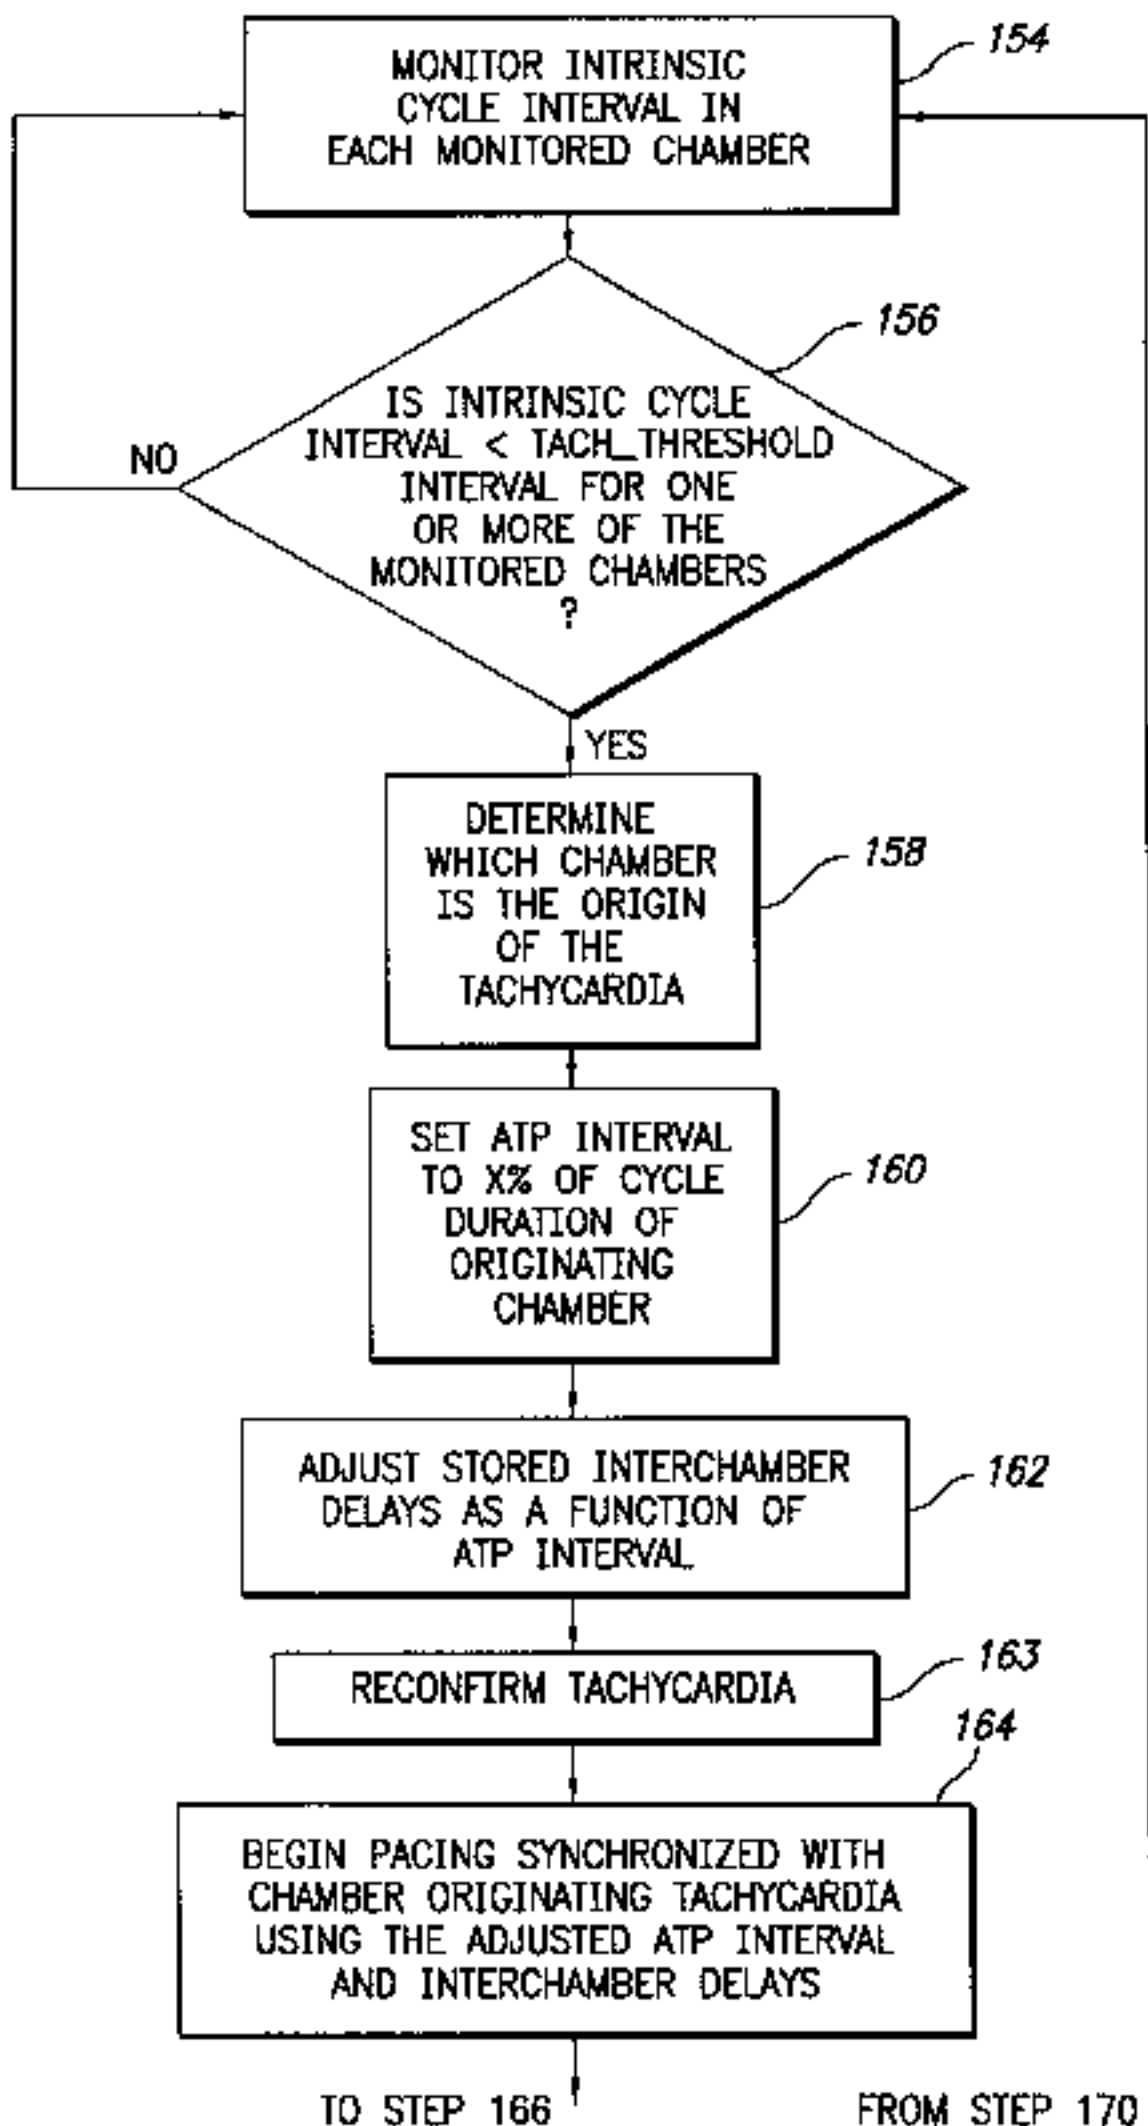 154
MONITOR INTRINSIC
CYCLE INTERVAL IN
EACH MONITORED CHAMBER
156
IS INTRINSIC CYCLE
INTERVAL < TACH_THRESHOLD
INTERVAL FOR ONE
OR MORE OF THE
MONITORED CHAMBERS
?
NO
YES
158
DETERMINE
WHICH CHAMBER
IS THE ORIGIN
OF THE
TACHYCARDIA
160
SET ATP INTERVAL
TO X% OF CYCLE
DURATION OF
ORIGINATING
CHAMBER
162
ADJUST STORED INTERCHAMBER
DELAYS AS A FUNCTION OF
ATP INTERVAL
163
RECONFIRM TACHYCARDIA
164
BEGIN PACING SYNCHRONIZED WITH
CHAMBER ORIGINATING TACHYCARDIA
USING THE ADJUSTED ATP INTERVAL
AND INTERCHAMBER DELAYS
TO STEP 166
FROM STEP 170